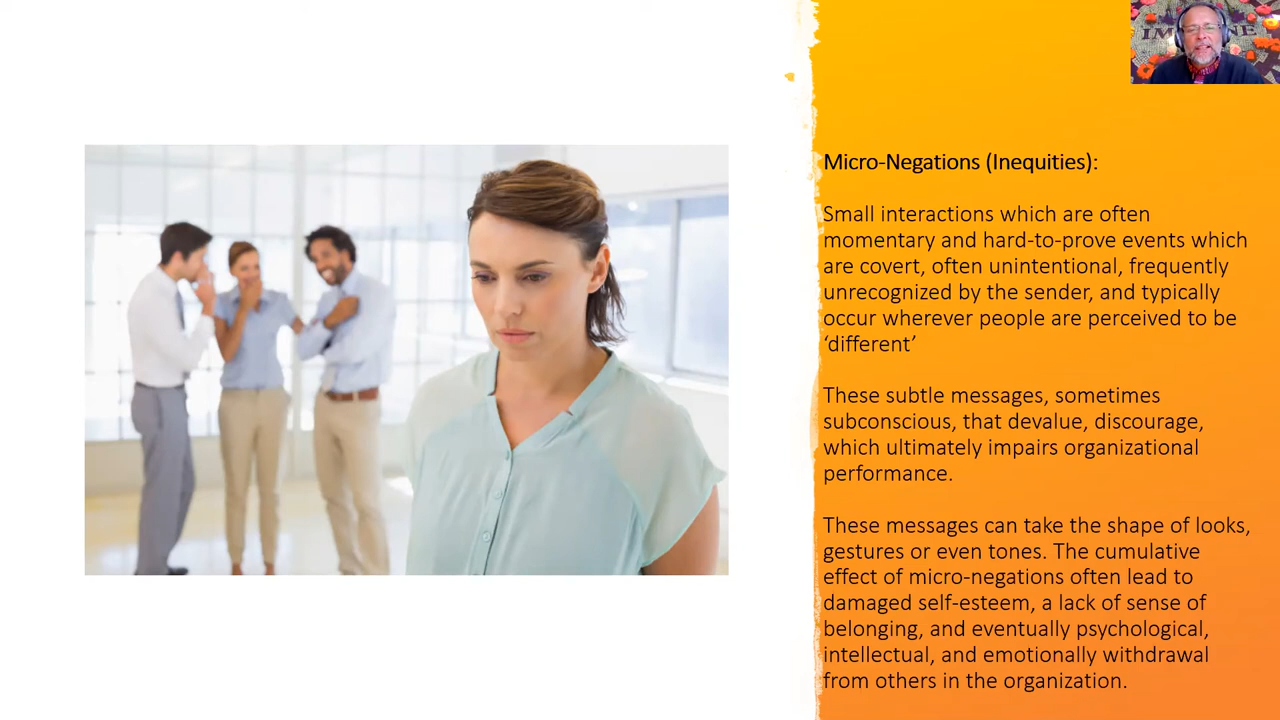 Micro-Negations (Inequities):
Small interactions which are often
momentary and hard-to-prove events which
are covert, often unintentional, frequently
unrecognized by the sender, and typically
occur wherever people are perceived to be
‘different’
These subtle messages, sometimes
subconscious, that devalue, discourage,
which ultimately impairs organizational
performance.
These messages can take the shape of looks,
gestures or even tones. The cumulative
effect of micro-negations often lead to
damaged self-esteem, a lack of sense of
belonging, and eventually psychological,
intellectual, and emotionally withdrawal
from others in the organization.